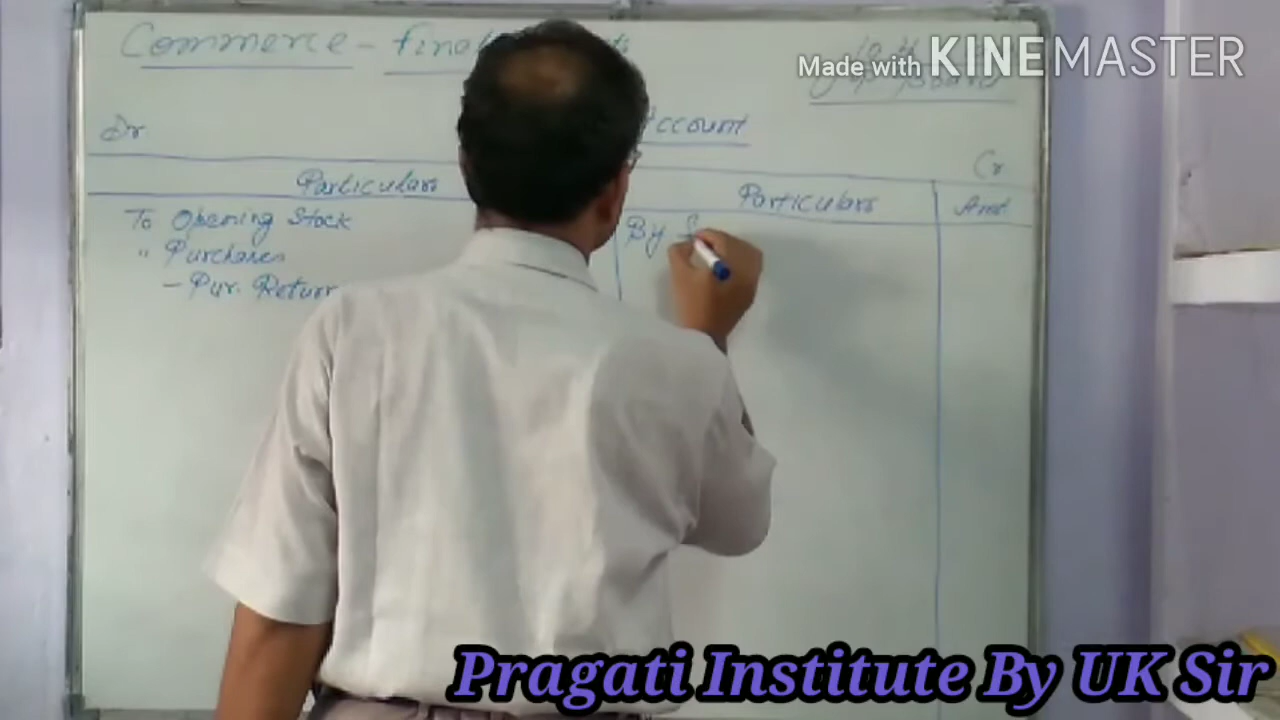 Commerce - Final
Made with KINEMASTER
Dr
Account
Cr
Particulars
Particulars Amt
To Opening Stock
By S
" Purchases
- Pur. Return
Pragati Institute By UK Sir